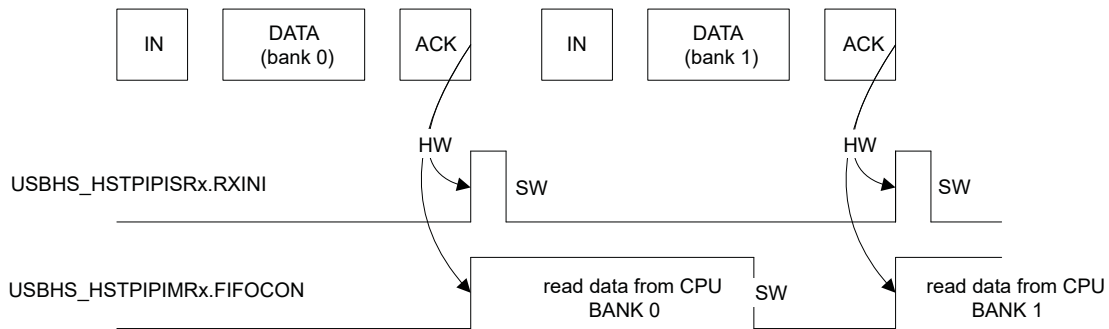 IN
DATA
(bank 0)
ACK
IN
DATA
(bank 1)
ACK
HW
HW
USBHS_HSTPIPISRx.RXINI
SW
SW
USBHS_HSTPIPIMRx.FIFOCON
read data from CPU
BANK 0
SW
read data from CPU
BANK 1